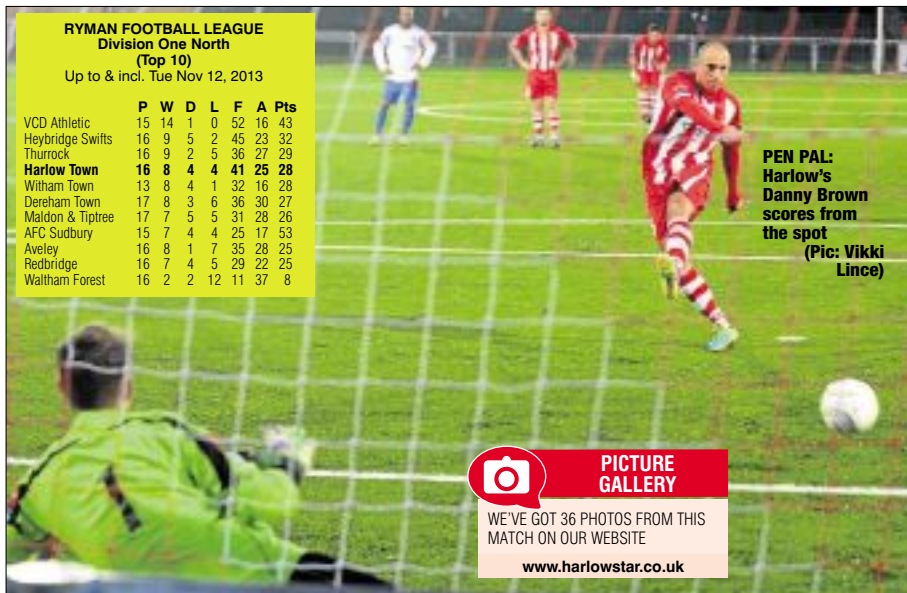 RYMAN FOOTBALL LEAGUE
Division One North
(Top 10)
Up to & incl. Tue Nov 12, 2013
P W D L F A Pts
VCD Athletic 15 14 1 0 52 16 43
Heybridge Swifts 16 9 5 2 45 23 32
Thurrock 16 9 2 5 36 27 29
Harlow Town 16 8 4 4 41 25 28
Witham Town 13 8 4 1 32 16 28
Dereham Town 17 8 3 6 36 30 27
Maldon & Tiptree 17 7 5 5 31 28 26
AFC Sudbury 15 7 4 4 25 17 53
Aveley 16 8 1 7 35 28 25
Redbridge 16 7 4 5 29 22 25
Waltham Forest 16 2 2 12 11 37 8
PEN PAL:
Harlow's
Danny Brown
scores from
the spot
(Pic: Vikki
Lince)
PICTURE
GALLERY
WE'VE GOT 36 PHOTOS FROM THIS
MATCH ON OUR WEBSITE
www.harlowstar.co.uk